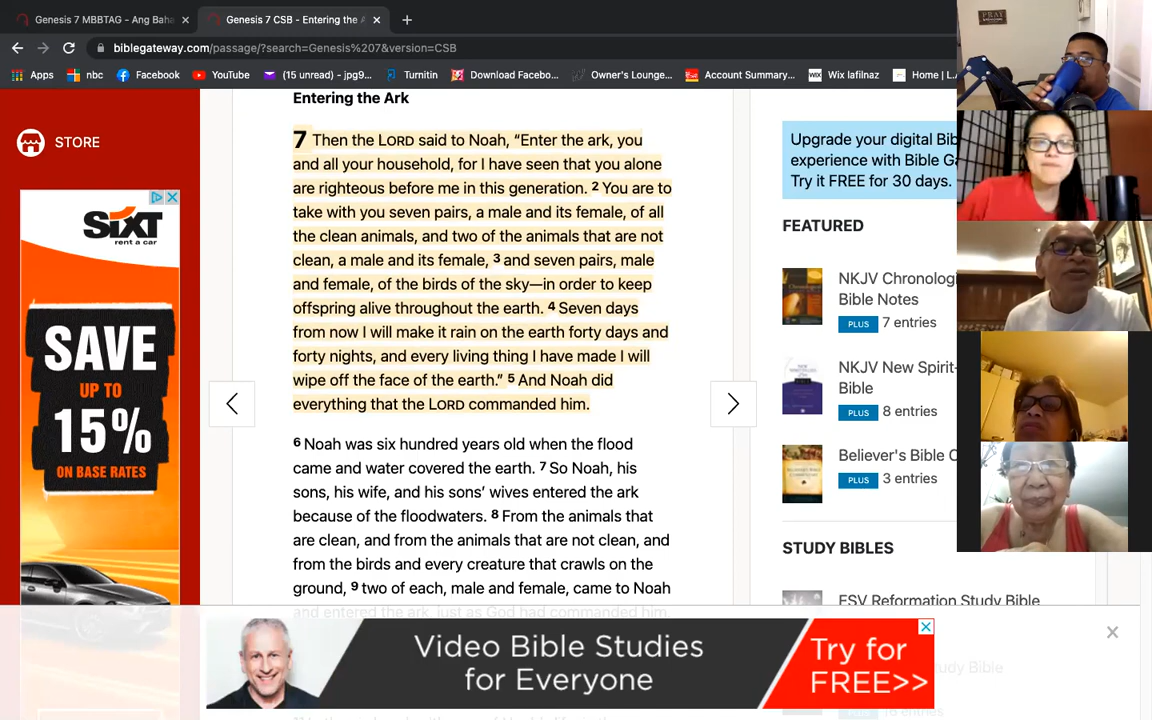 Genesis 7 MBBTAG - Ang Baha
Genesis 7 CSB - Entering the A
biblegateway.com/passage/?search=Genesis%207&version=CSB
Apps
nbc
Facebook
YouTube
(15 unread) - jpg9...
Turnitin
Download Facebo...
Owner's Lounge...
Account Summary...
WIX
Wix lafilnaz
Home | L.A
PRAY
STORE
SIXT
rent a car
SAVE
UP TO
15%
ON BASE RATES
Entering the Ark
7 Then the LORD said to Noah, “Enter the ark, you
and all your household, for I have seen that you alone
are righteous before me in this generation. 2 You are to
take with you seven pairs, a male and its female, of all
the clean animals, and two of the animals that are not
clean, a male and its female, 3 and seven pairs, male
and female, of the birds of the sky—in order to keep
offspring alive throughout the earth. 4 Seven days
from now I will make it rain on the earth forty days and
forty nights, and every living thing I have made I will
wipe off the face of the earth.” 5 And Noah did
everything that the LORD commanded him.
6 Noah was six hundred years old when the flood
came and water covered the earth. 7 So Noah, his
sons, his wife, and his sons’ wives entered the ark
because of the floodwaters. 8 From the animals that
are clean, and from the animals that are not clean, and
from the birds and every creature that crawls on the
ground, 9 two of each, male and female, came to Noah
and entered the ark, just as God had commanded him.
Upgrade your digital Bib
experience with Bible Ga
Try it FREE for 30 days.
FEATURED
NKJV Chronologi
Bible Notes
PLUS 7 entries
NKJV New Spirit-
Bible
PLUS 8 entries
Believer's Bible C
PLUS 3 entries
STUDY BIBLES
ESV Reformation Study Bible
Study Bible
Video Bible Studies
for Everyone
Try for
FREE>>